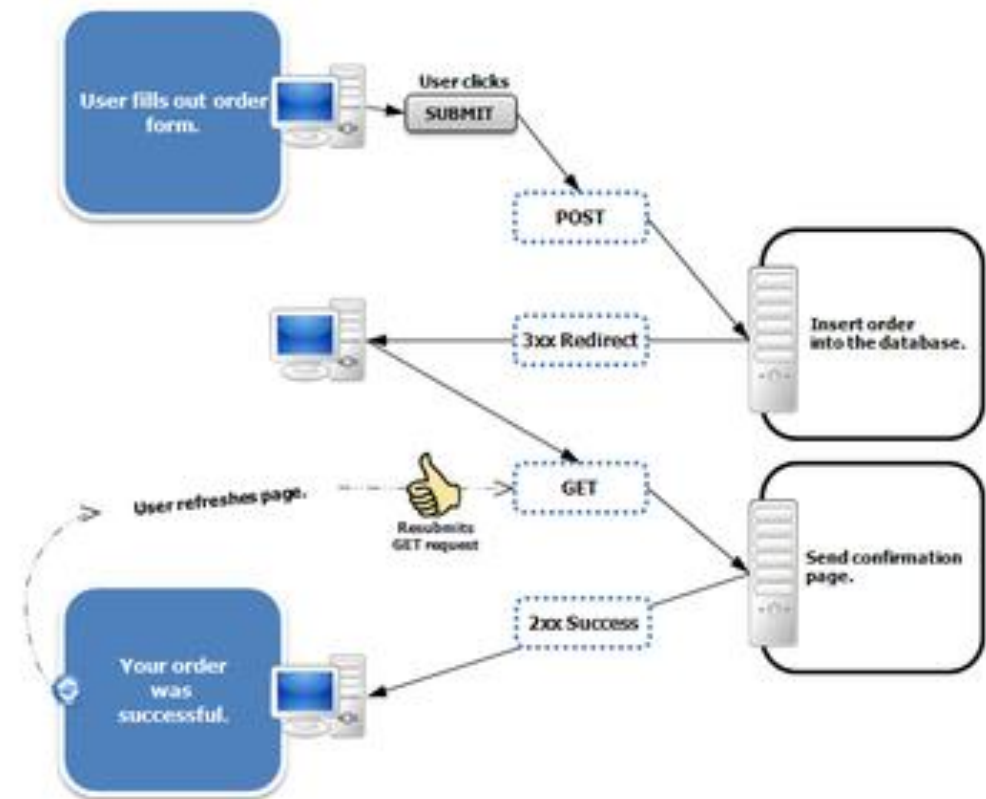 User fills out order
form.
User clicks
SUBMIT
POST
Insert order
into the database.
3xx Redirect
GET
User refreshes page.
Resubmits
GET request
Send confirmation
page.
2xx Success
Your order
was
successful.